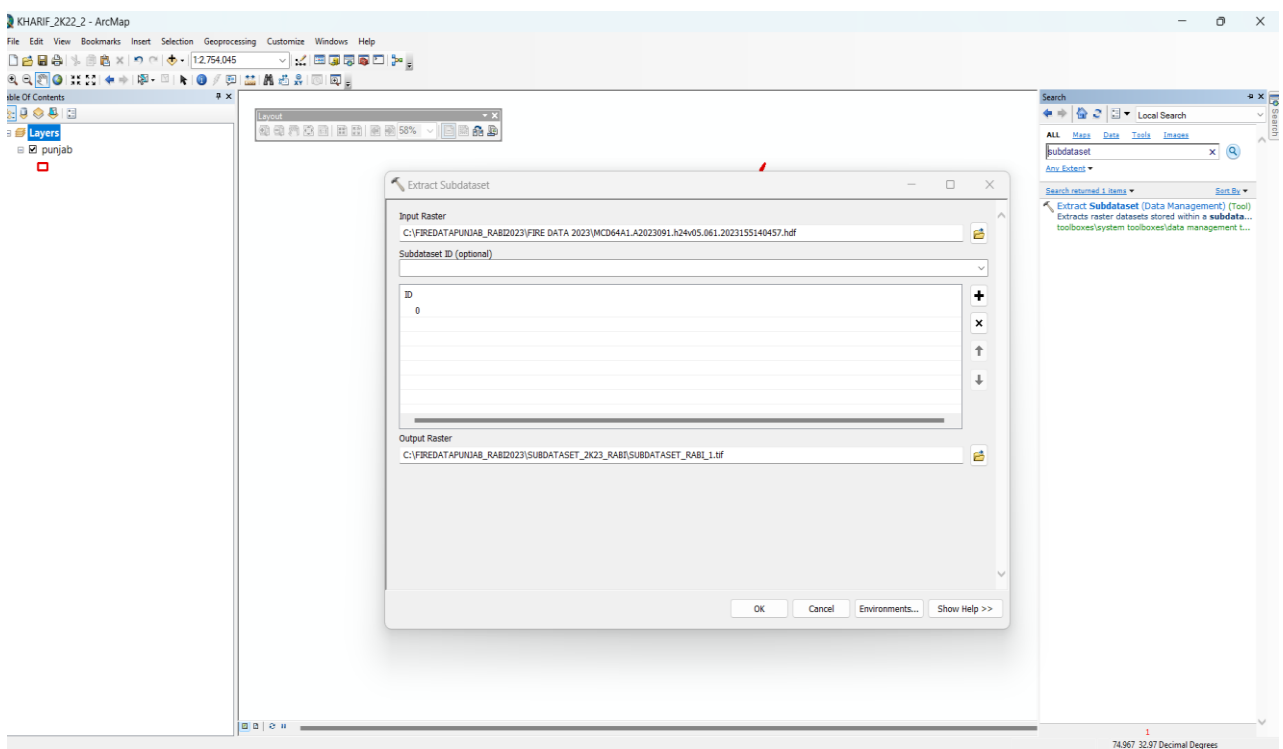 KHARIF_2K22_2 - ArcMap
File Edit View Bookmarks Insert Selection Geoprocessing Customize Windows Help
1:2,754,045
able Of Contents
Layers
punjab
Layout
58%
Extract Subdataset
Input Raster
C:\FIREDATAPUNJAB_RABI2023\FIRE DATA 2023\MCD64A1.A2023091.h24v05.061.2023155140457.hdf
Subdataset ID (optional)
ID
0
Output Raster
C:\FIREDATAPUNJAB_RABI2023\SUBDATASET_2K23_RABI\SUBDATASET_RABI_1.tif
OK Cancel Environments... Show Help >>
Search
Local Search
Search
ALL Maps Data Tools Images
subdataset
Any Extent
Search returned 1 items Sort By
Extract Subdataset (Data Management) (Tool)
Extracts raster datasets stored within a subdata...
toolboxes\system toolboxes\data management t...
1
74.967 32.97 Decimal Degrees